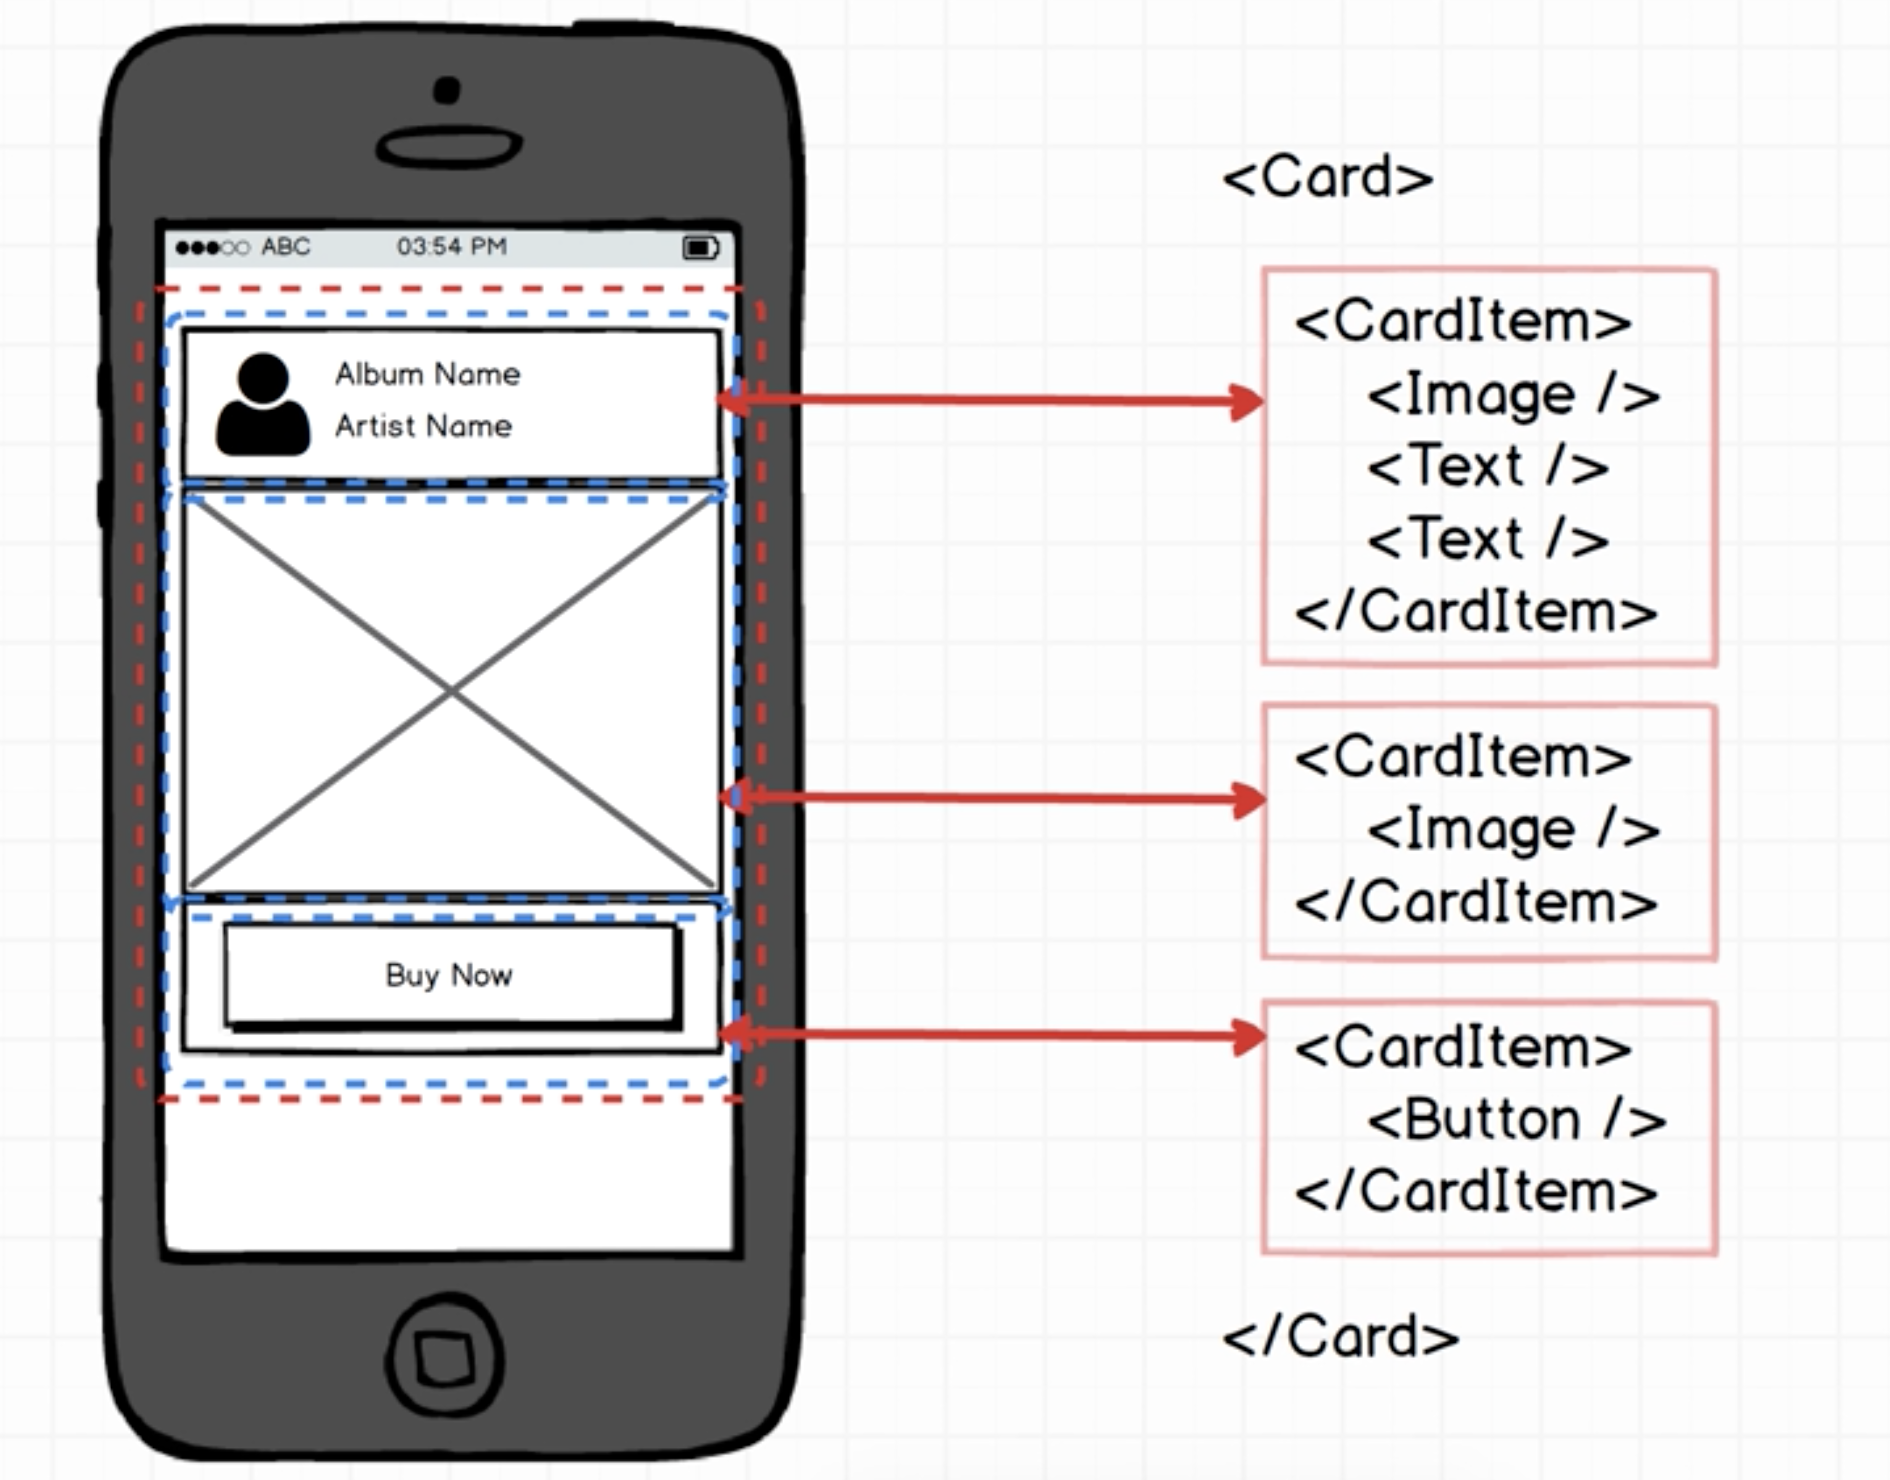 ABC 03:54 PM
Album Name
Artist Name
Buy Now
<Card>
<CardItem>
<Image />
<Text />
<Text />
</CardItem>
<CardItem>
<Image />
</CardItem>
<CardItem>
<Button />
</CardItem>
</Card>